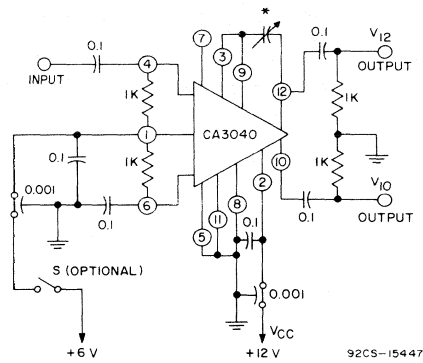 *
0.1
7
0.1
V12
4
3
INPUT
OUTPUT
9
12
1K
1K
1
CA3040
0.1
1K
10
1K
2
0.001
0.1
6
8
0.1
V10
OUTPUT
11
0.1
5
S (OPTIONAL)
0.001
VCC
+6 V
+12 V
92CS-15447